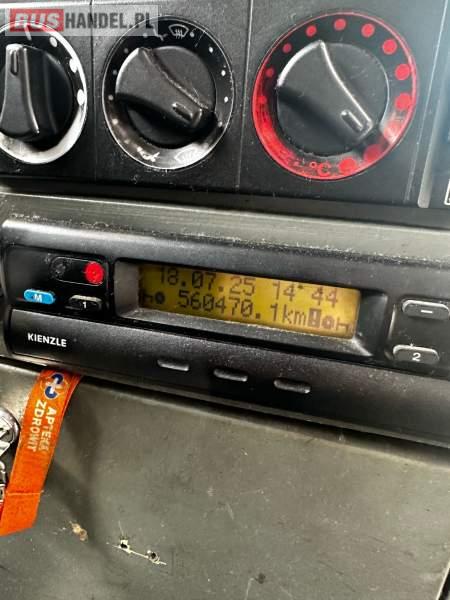 BUSHANDEL.PL
°C
18.07.25 14 44
560470.1km
M
1
KIENZLE
2
APTEKA
ZDROWIT